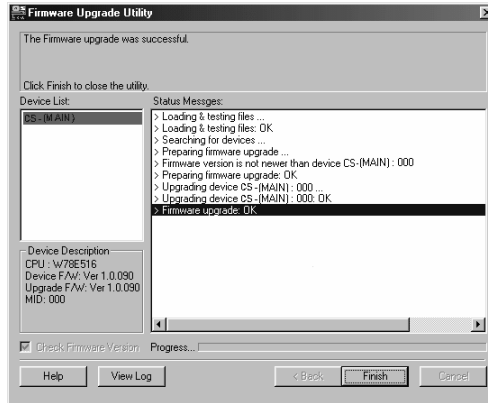 Firmware Upgrade Utility
The Firmware upgrade was successful.
Click Finish to close the utility.
Device List:
CS-(MAIN)
Status Messges:
> Loading & testing files ...
> Loading & testing files: OK
> Searching for devices ...
> Preparing firmware upgrade ...
> Firmware version is not newer than device CS-(MAIN) : 000
> Preparing firmware upgrade: OK
> Upgrading device CS-(MAIN) : 000 ...
> Upgrading device CS-(MAIN) : 000: OK
> Firmware upgrade: OK
Device Description
CPU : W78E516
Device F/W: Ver 1.0.090
Upgrade F/W: Ver 1.0.090
MID: 000
Check Firmware Version
Progress...
Help
View Log
< Back
Finish
Cancel